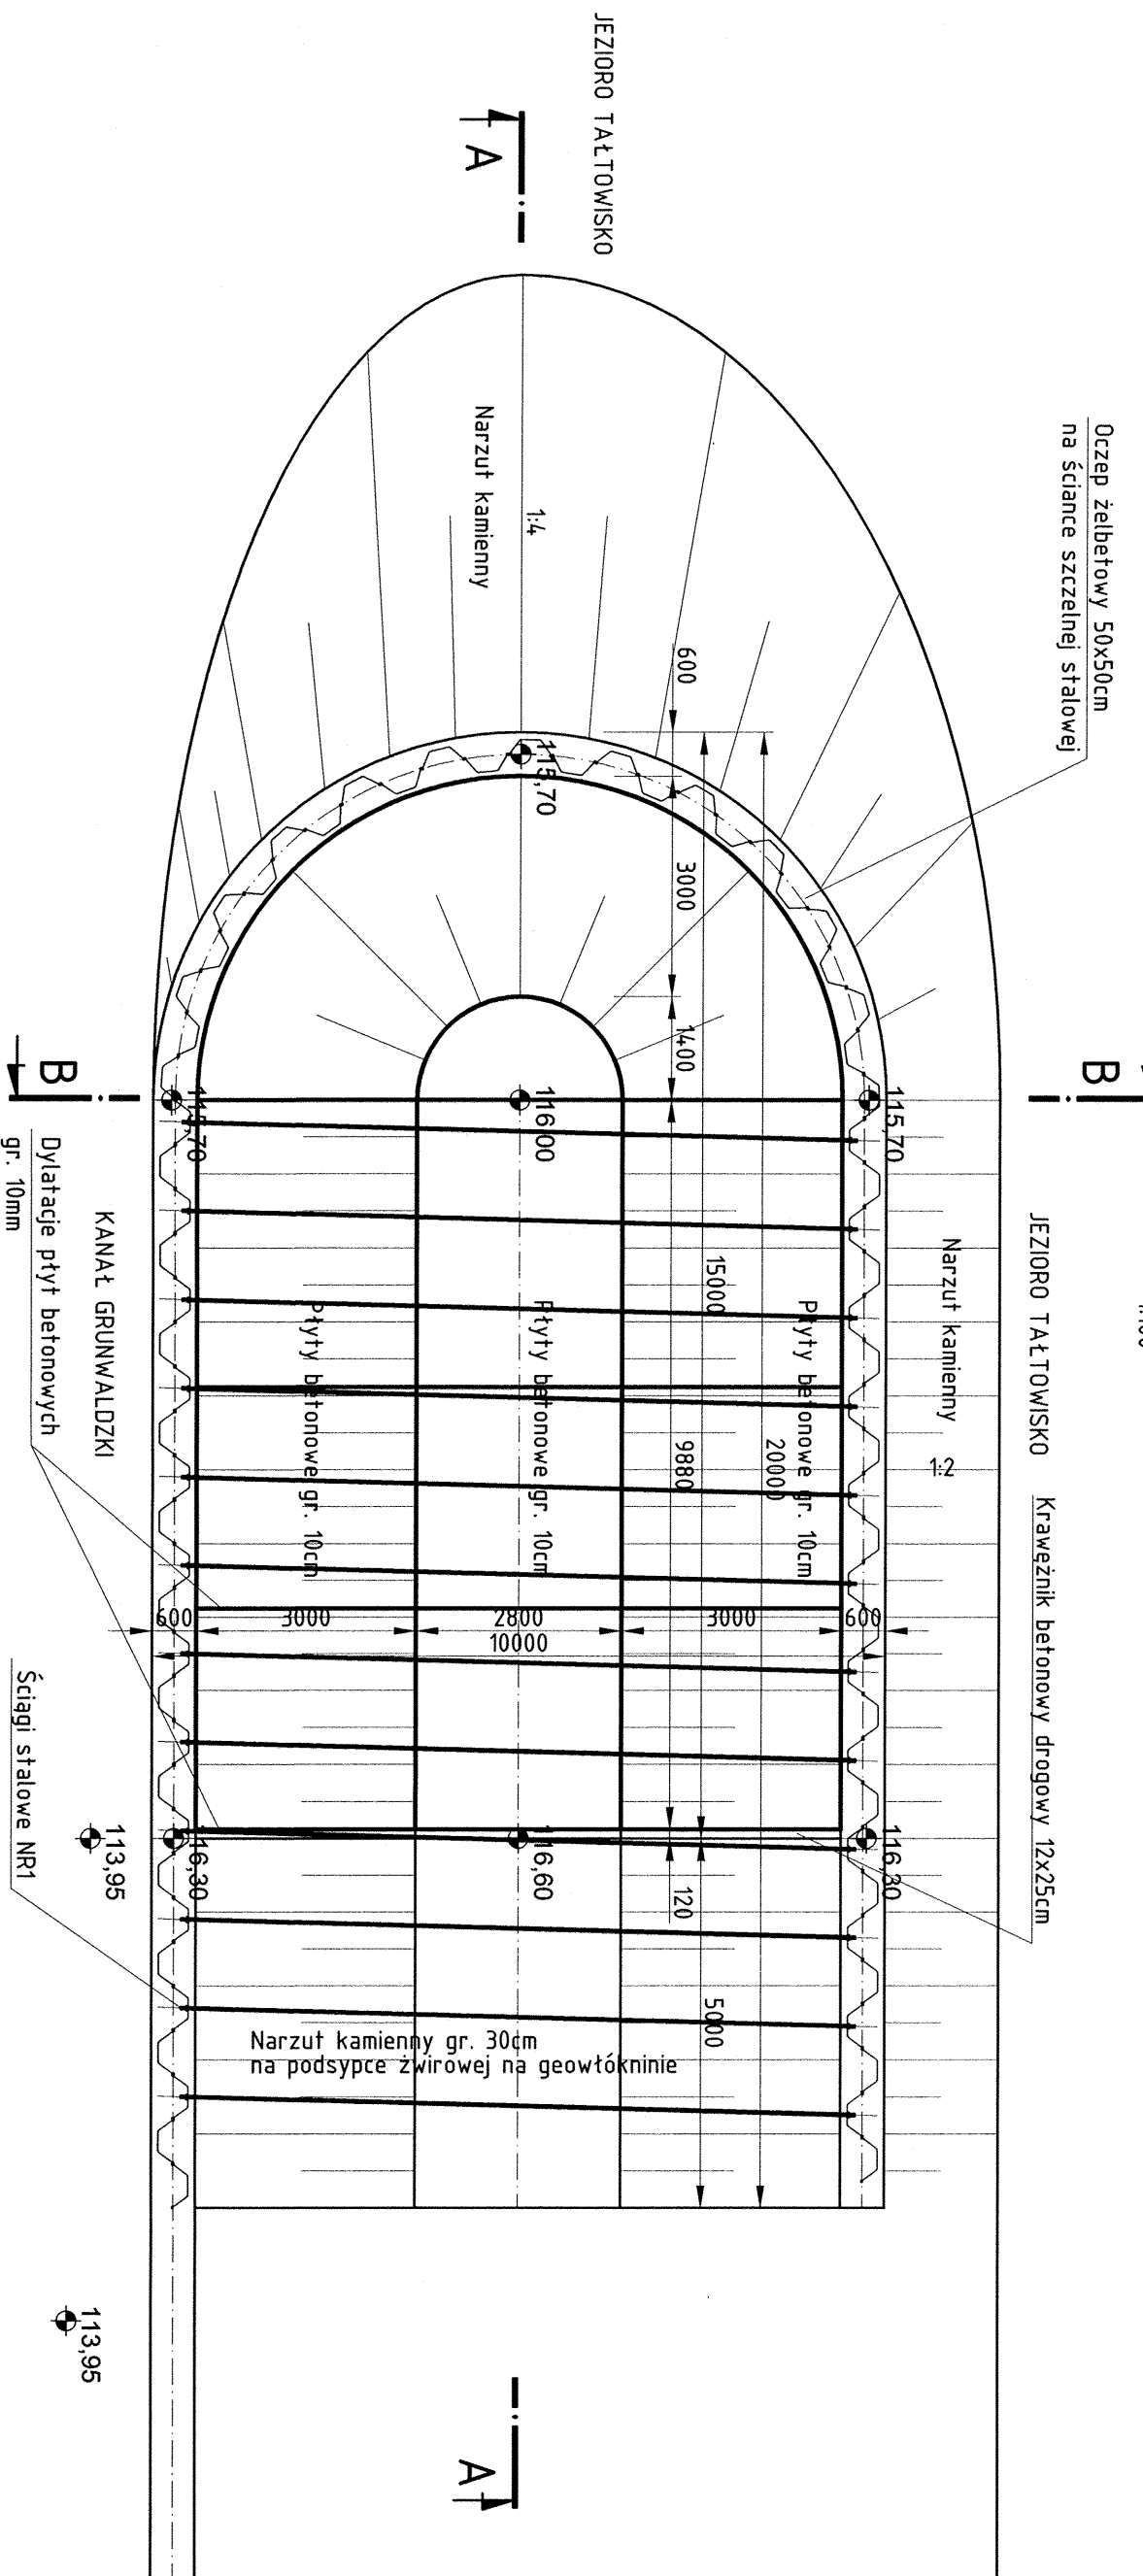 JEZIORO TAŁTOWISKO
A
Oczep żelbetowy 50x50cm
na ściance szczelnej stalowej
Narzut kamienny
1:4
600
115,70
3000
1400
B
B
115,70
116,00
115,70
Dylatacje płyt betonowych
gr. 10mm
KANAŁ GRUNWALDZKI
JEZIORO TAŁTOWISKO
Narzut kamienny
1:2
15000
Płyty betonowe gr. 10cm
Płyty betonowe gr. 10cm
Płyty betonowe gr. 10cm
9880
20000
Krawężnik betonowy drogowy 12x25cm
600
3000
2800
3000
600
10000
Ściągi stalowe NR1
113,95
116,30
116,60
116,30
120
5000
Narzut kamienny gr. 30cm
na podsypce żwirowej na geowłókninie
113,95
A